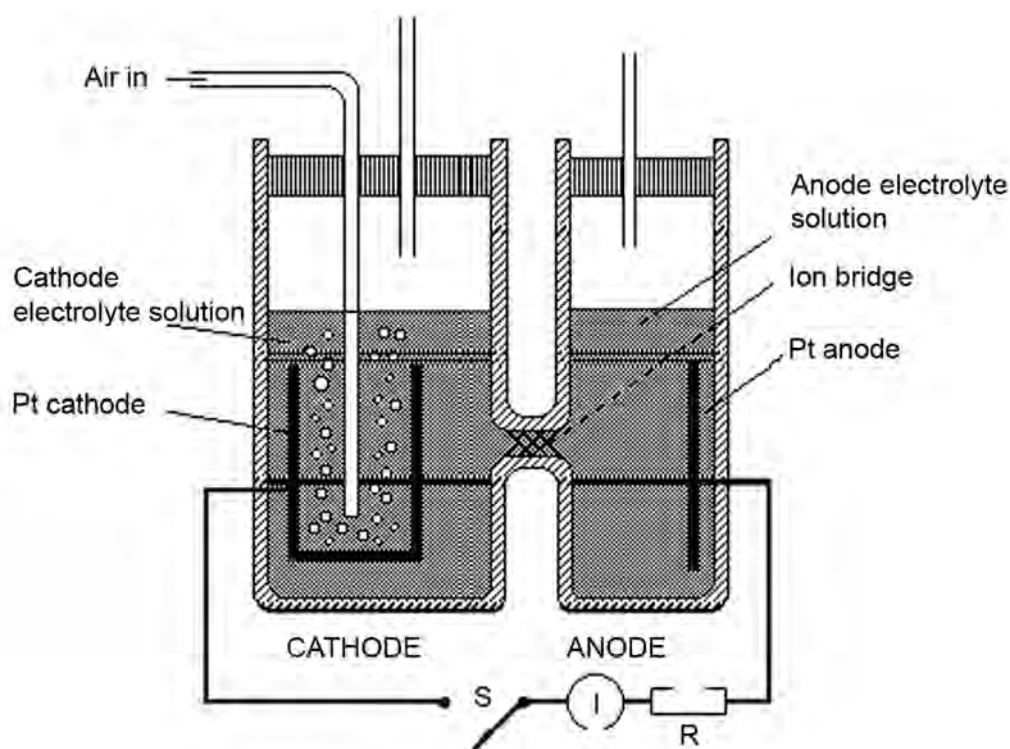 Air in
Anode electrolyte
solution
Cathode
electrolyte solution
Ion bridge
Pt anode
Pt cathode
CATHODE
ANODE
S
I
R